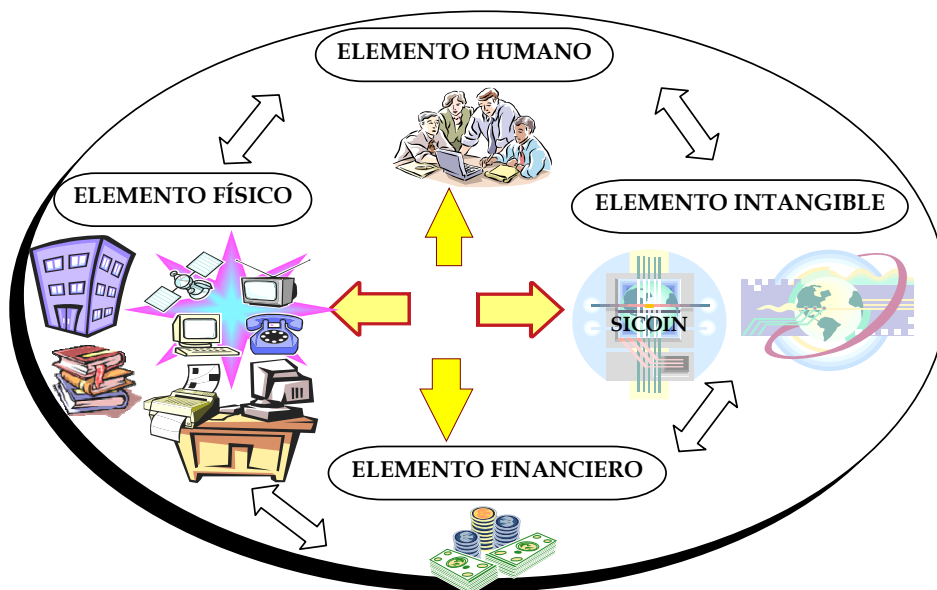 ELEMENTO HUMANO
ELEMENTO FÍSICO
ELEMENTO INTANGIBLE
SICOIN
ELEMENTO FINANCIERO